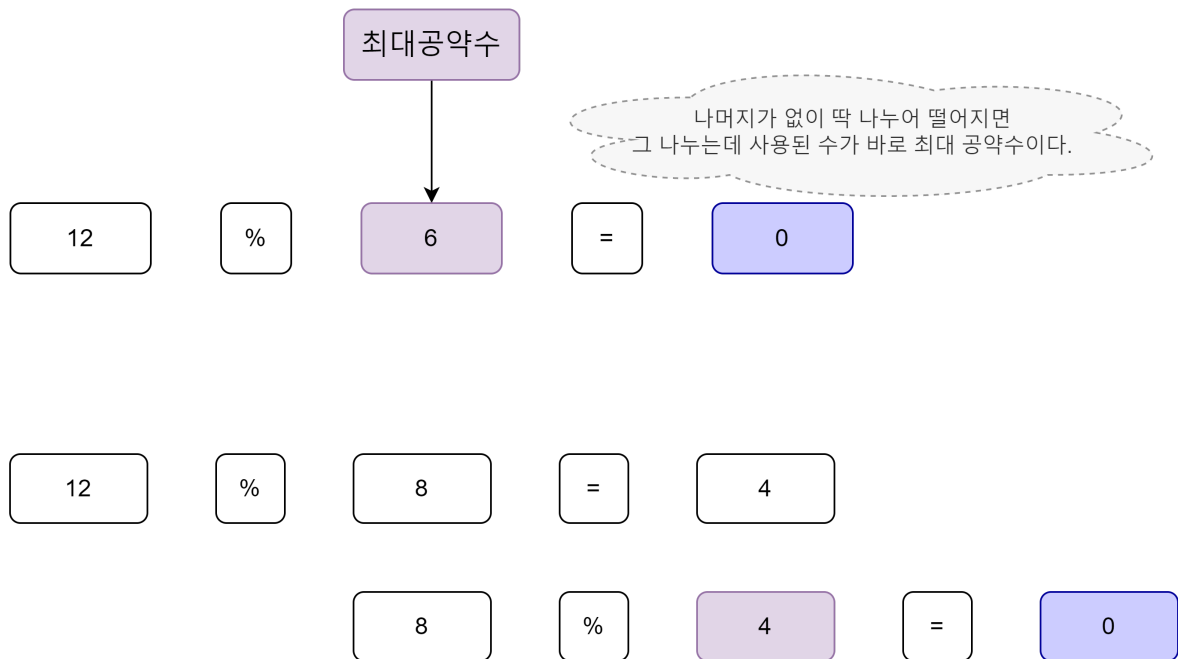 최대공약수
나머지가 없이 딱 나누어 떨어지면
그 나누는데 사용된 수가 바로 최대 공약수이다.
12 % 6 = 0
12 % 8 = 4
8 % 4 = 0